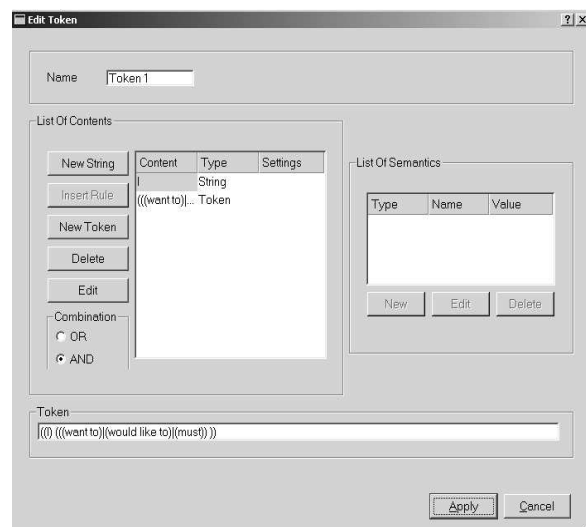 Edit Token
? x
Name Token 1
List Of Contents
New String
Insert Rule
New Token
Delete
Edit
Content Type Settings
I String
(((want to)|... Token
Combination
OR
AND
List Of Semantics
Type Name Value
New Edit Delete
Token
((I) (((want to)|(would like to)|(must)) ))
Apply Cancel